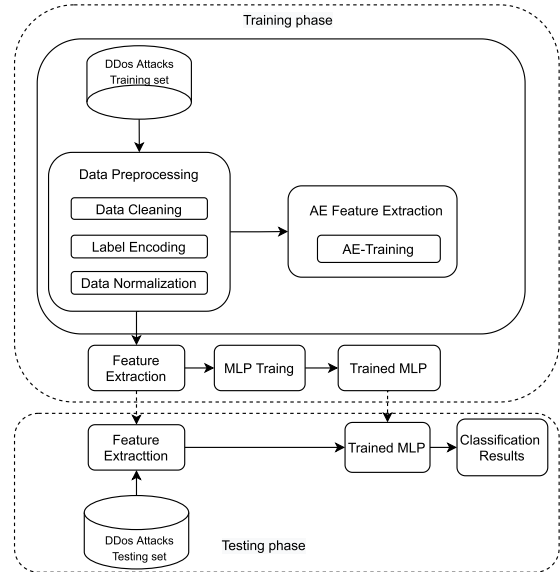 Training phase
DDos Attacks
Training set
Data Preprocessing
Data Cleaning
Label Encoding
Data Normalization
AE Feature Extraction
AE-Training
Feature
Extraction
MLP Traing
Trained MLP
Feature
Extracttion
Trained MLP
Classification
Results
DDos Attacks
Testing set
Testing phase